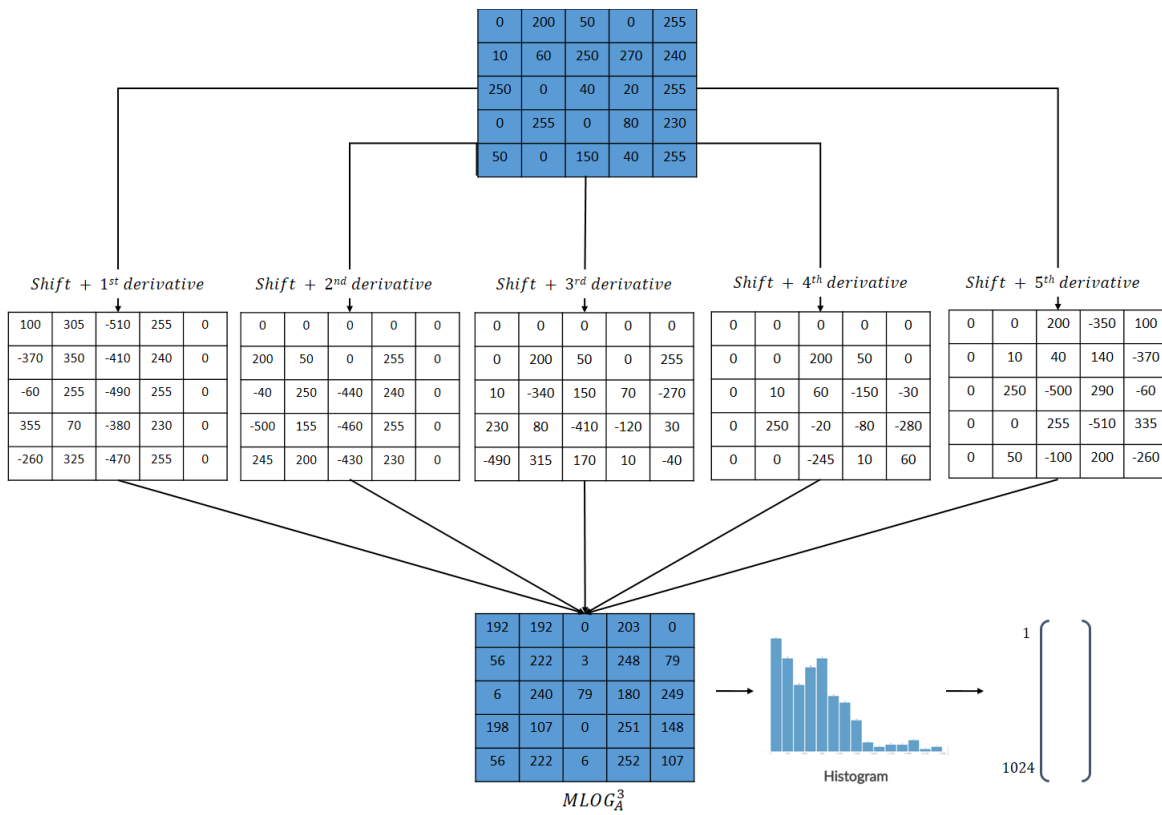 0 200 50 0 255
10 60 250 270 240
250 0 40 20 255
0 255 0 80 230
50 0 150 40 255
Shift + 1st derivative
Shift + 2nd derivative
Shift + 3rd derivative
Shift + 4th derivative
Shift + 5th derivative
100 305 -510 255 0
-370 350 -410 240 0
-60 255 -490 255 0
355 70 -380 230 0
-260 325 -470 255 0
0 0 0 0 0
200 50 0 255 0
-40 250 -440 240 0
-500 155 -460 255 0
245 200 -430 230 0
0 0 0 0 0
0 200 50 0 255
10 -340 150 70 -270
230 80 -410 -120 30
-490 315 170 10 -40
0 0 0 0 0
0 0 200 50 0
0 10 60 -150 -30
0 250 -20 -80 -280
0 0 -245 10 60
0 0 200 -350 100
0 10 40 140 -370
0 250 -500 290 -60
0 0 255 -510 335
0 50 -100 200 -260
192 192 0 203 0
56 222 3 248 79
6 240 79 180 249
198 107 0 251 148
56 222 6 252 107
MLOG³A
Histogram
1
1024